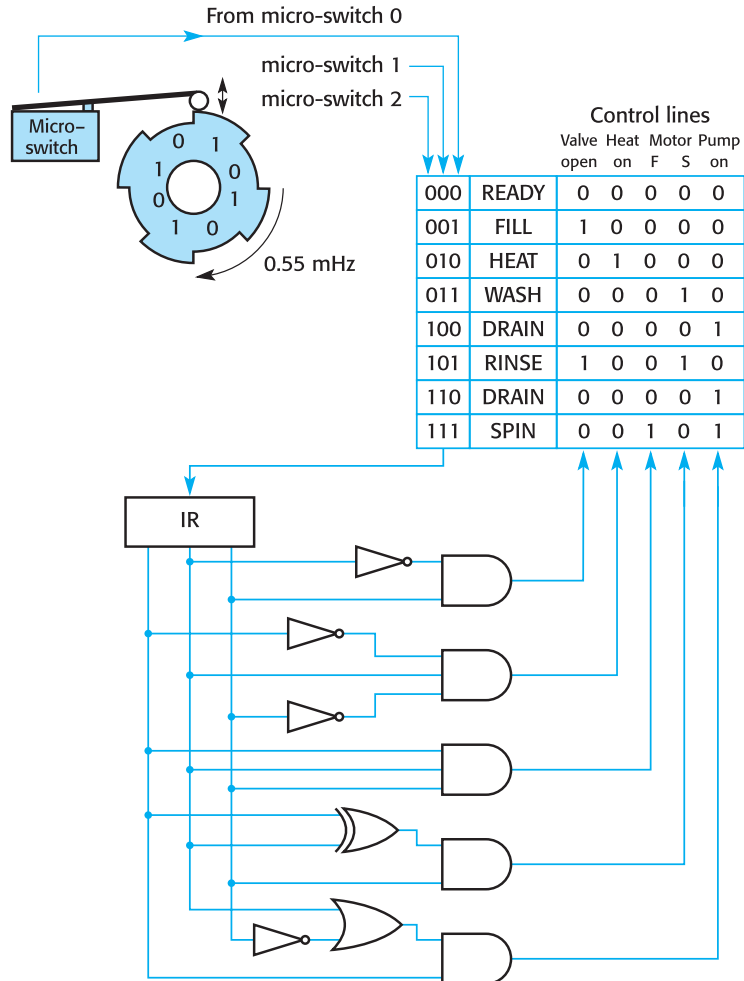 From micro-switch 0
micro-switch 1
micro-switch 2
Micro-
switch
0 1
1 0
0 1
1 0
0.55 mHz
Control lines
Valve Heat Motor Pump
open on F S on
000 READY 0 0 0 0 0
001 FILL 1 0 0 0 0
010 HEAT 0 1 0 0 0
011 WASH 0 0 0 1 0
100 DRAIN 0 0 0 0 1
101 RINSE 1 0 0 1 0
110 DRAIN 0 0 0 0 1
111 SPIN 0 0 1 0 1
IR